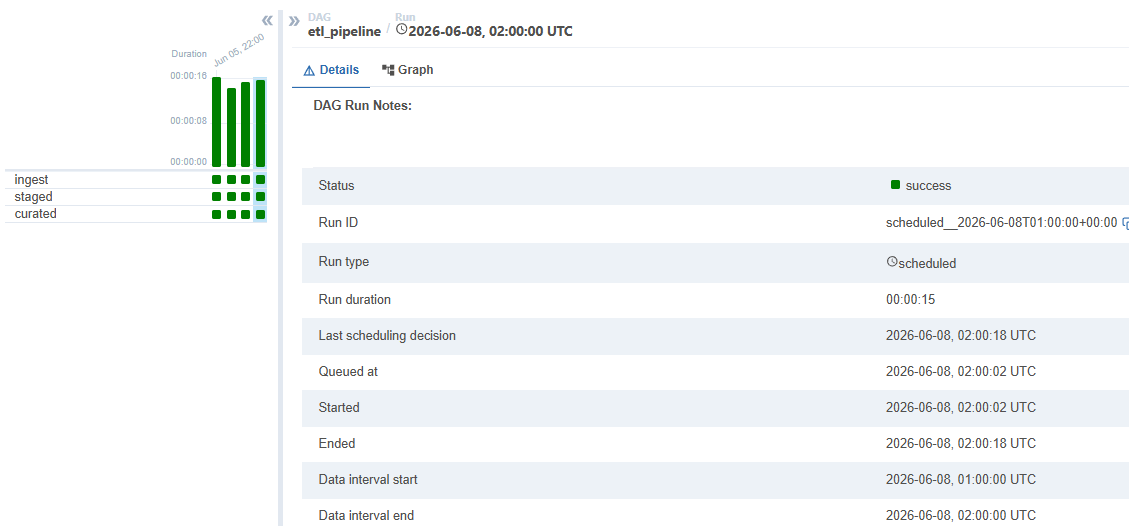 Duration
Jun 05, 22:00
00:00:16
00:00:08
00:00:00
ingest
staged
curated
DAG
etl_pipeline
/
Run
2026-06-08, 02:00:00 UTC
Details
Graph
DAG Run Notes:
Status success
Run ID scheduled__2026-06-08T01:00:00+00:00
Run type scheduled
Run duration 00:00:15
Last scheduling decision 2026-06-08, 02:00:18 UTC
Queued at 2026-06-08, 02:00:02 UTC
Started 2026-06-08, 02:00:02 UTC
Ended 2026-06-08, 02:00:18 UTC
Data interval start 2026-06-08, 01:00:00 UTC
Data interval end 2026-06-08, 02:00:00 UTC